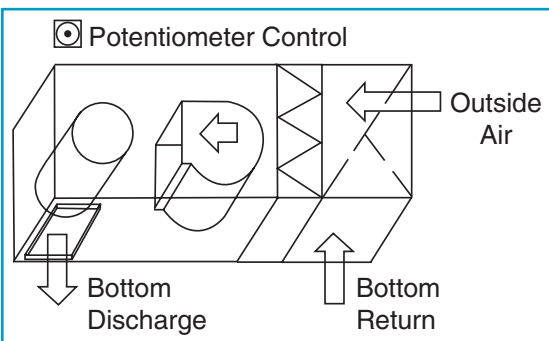 Potentiometer Control
Outside
Air
Bottom
Discharge
Bottom
Return